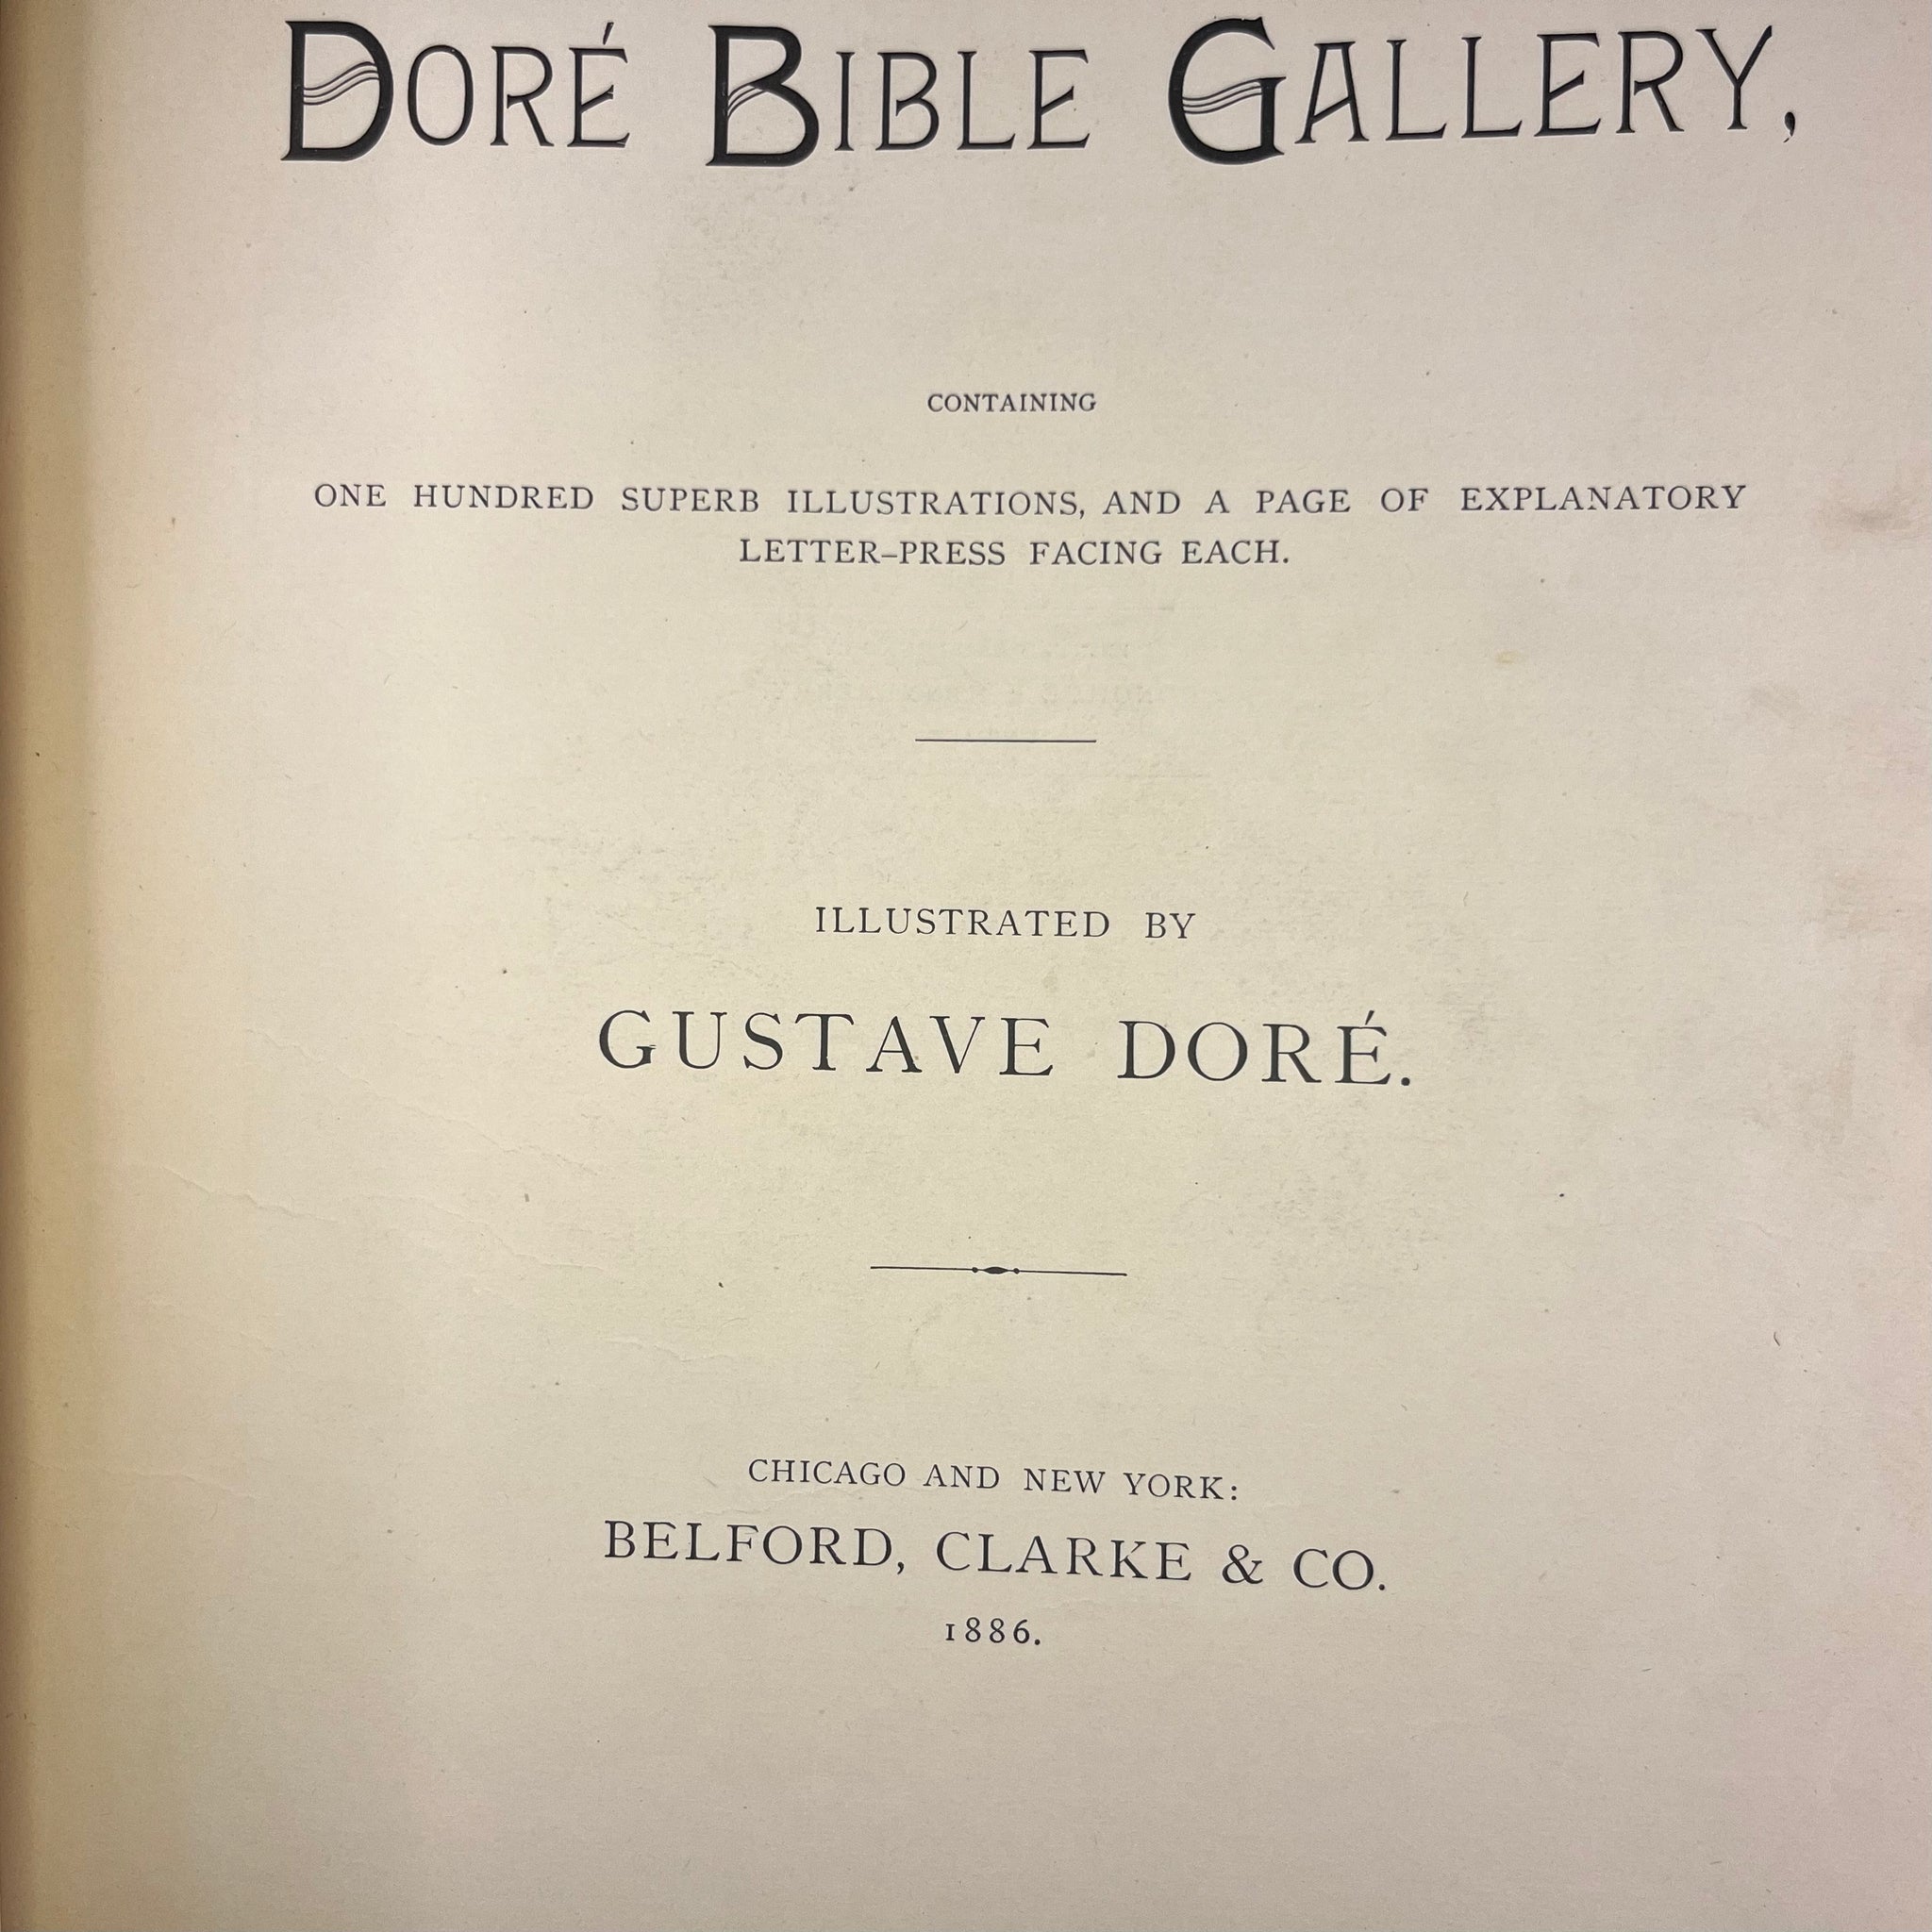 DORÉ BIBLE GALLERY,
CONTAINING
ONE HUNDRED SUPERB ILLUSTRATIONS, AND A PAGE OF EXPLANATORY
LETTER–PRESS FACING EACH.
ILLUSTRATED BY
GUSTAVE DORÉ.
CHICAGO AND NEW YORK:
BELFORD, CLARKE & CO.
1886.